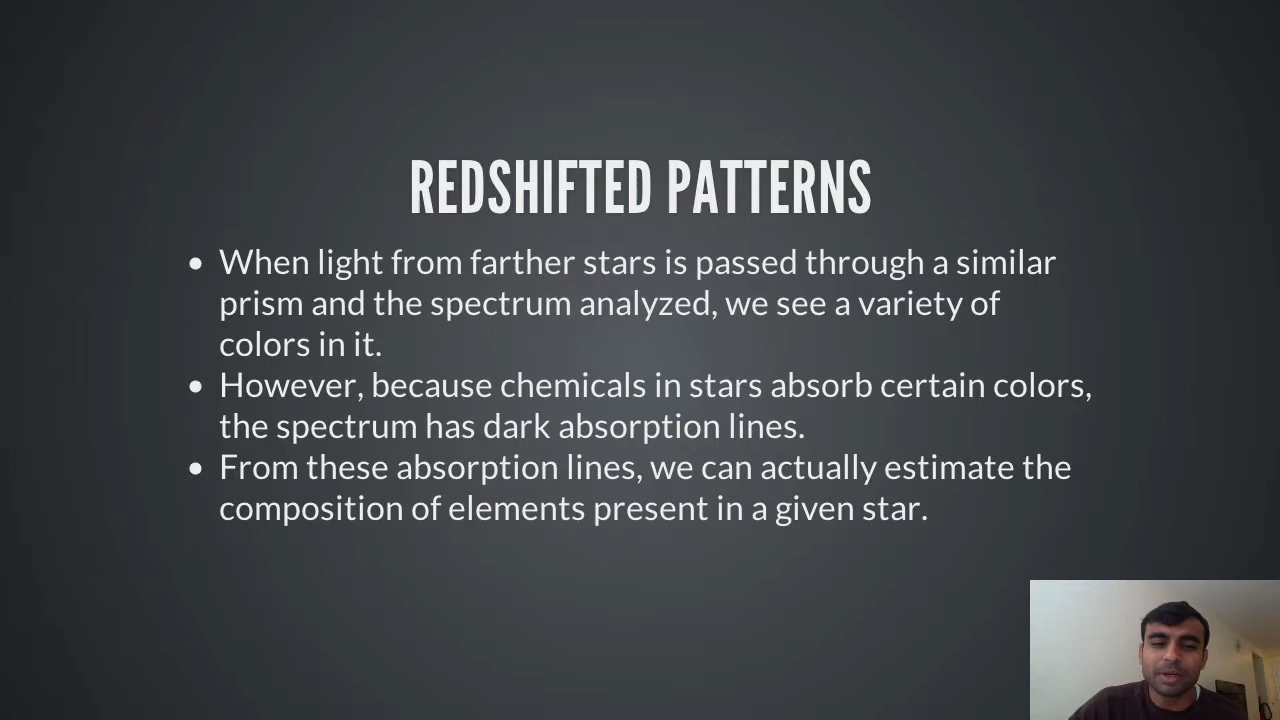 REDSHIFTED PATTERNS
• When light from farther stars is passed through a similar
prism and the spectrum analyzed, we see a variety of
colors in it.
• However, because chemicals in stars absorb certain colors,
the spectrum has dark absorption lines.
• From these absorption lines, we can actually estimate the
composition of elements present in a given star.